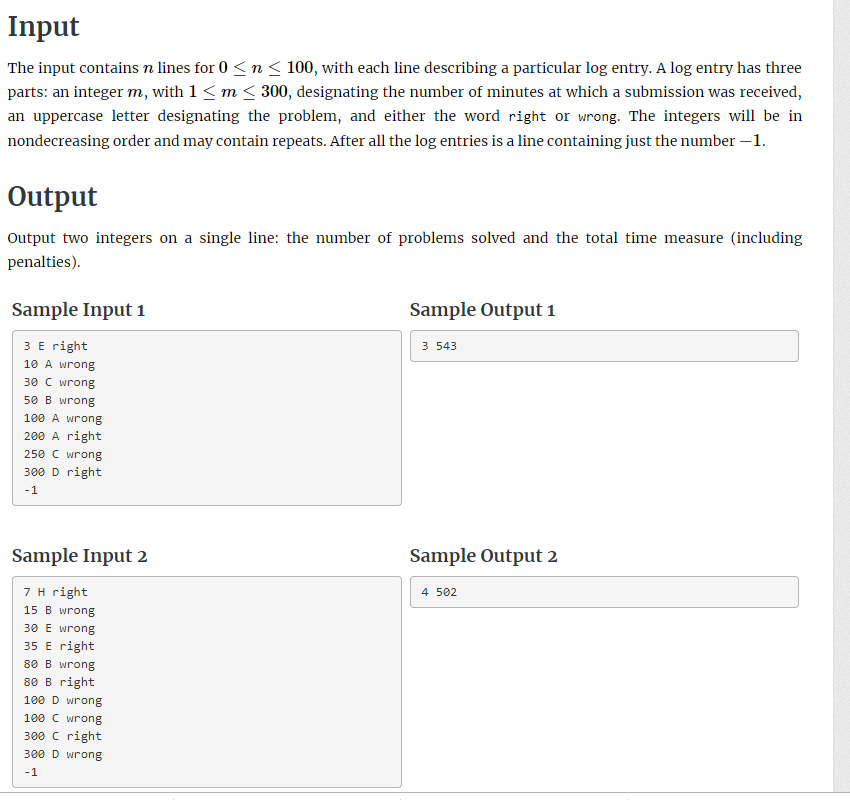 Input
The input contains n lines for 0 ≤ n ≤ 100, with each line describing a particular log entry. A log entry has three
parts: an integer m, with 1 ≤ m ≤ 300, designating the number of minutes at which a submission was received,
an uppercase letter designating the problem, and either the word right or wrong. The integers will be in
nondecreasing order and may contain repeats. After all the log entries is a line containing just the number −1.
Output
Output two integers on a single line: the number of problems solved and the total time measure (including
penalties).
Sample Input 1
3 E right
10 A wrong
30 C wrong
50 B wrong
100 A wrong
200 A right
250 C wrong
300 D right
-1
Sample Output 1
3 543
Sample Input 2
7 H right
15 B wrong
30 E wrong
35 E right
80 B wrong
80 B right
100 D wrong
100 C wrong
300 C right
300 D wrong
-1
Sample Output 2
4 502